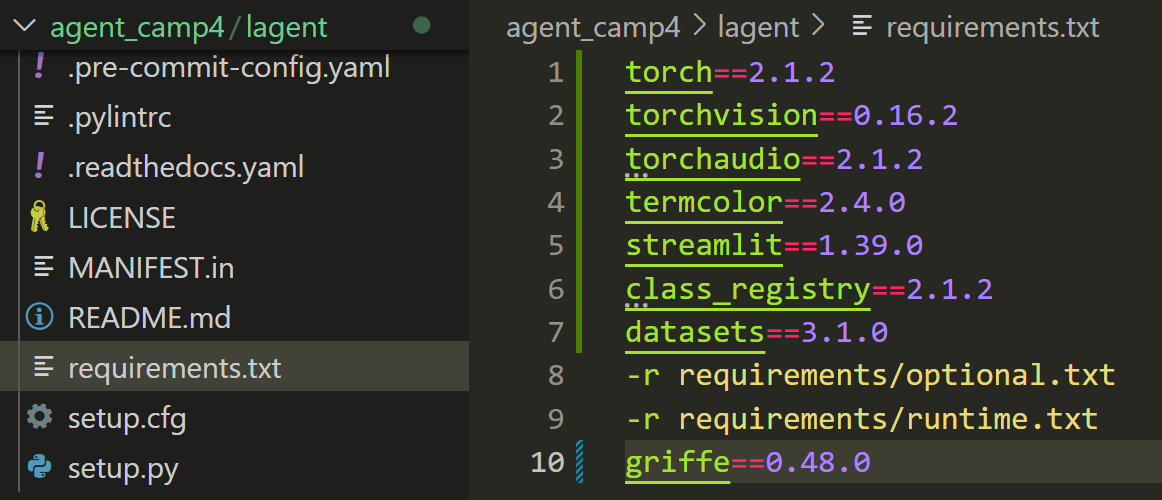 agent_camp4/lagent
.pre-commit-config.yaml
.pylintrc
.readthedocs.yaml
LICENSE
MANIFEST.in
README.md
requirements.txt
setup.cfg
setup.py
agent_camp4 > lagent > requirements.txt
1 torch==2.1.2
2 torchvision==0.16.2
3 torchaudio==2.1.2
4 termcolor==2.4.0
5 streamlit==1.39.0
6 class_registry==2.1.2
7 datasets==3.1.0
8 -r requirements/optional.txt
9 -r requirements/runtime.txt
10 griffe==0.48.0